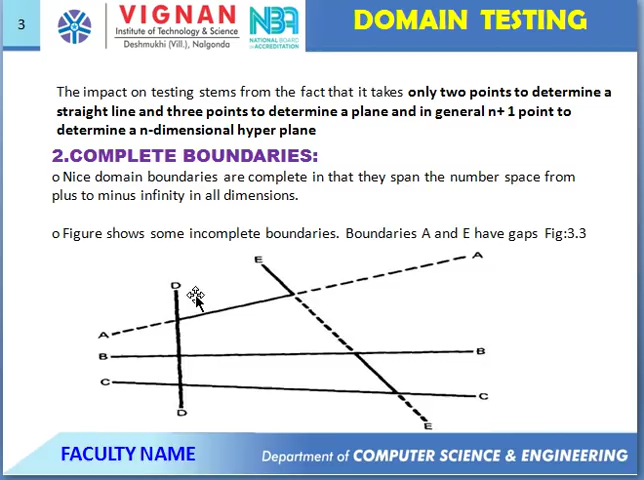 3
VIGNAN
Institute of Technology & Science
Deshmukhi (Vill.), Nalgonda
NBA
NATIONAL BOARD
of ACCREDITATION
DOMAIN TESTING
The impact on testing stems from the fact that it takes only two points to determine a
straight line and three points to determine a plane and in general n+ 1 point to
determine a n-dimensional hyper plane
2.COMPLETE BOUNDARIES:
o Nice domain boundaries are complete in that they span the number space from
plus to minus infinity in all dimensions.
o Figure shows some incomplete boundaries. Boundaries A and E have gaps Fig:3.3
E
A
D
A
B
B
C
C
D
E
FACULTY NAME
Department of COMPUTER SCIENCE & ENGINEERING